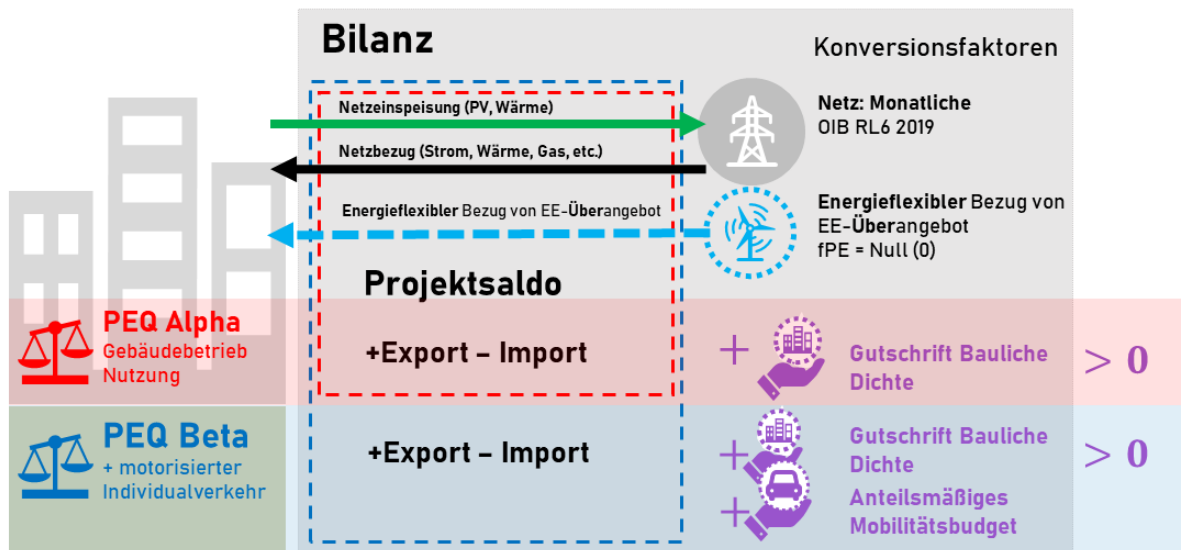 Bilanz
Konversionsfaktoren
Netzeinspeisung (PV, Wärme)
Netz: Monatliche
OIB RL6 2019
Netzbezug (Strom, Wärme, Gas, etc.)
Energieflexibler Bezug von EE-Überangebot
Energieflexibler Bezug von
EE-Überangebot
fPE = Null (0)
Projektsaldo
PEQ Alpha
Gebäudebetrieb
Nutzung
+Export – Import
+
Gutschrift Bauliche
Dichte
> 0
PEQ Beta
+ motorisierter
Individualverkehr
+Export – Import
+
Gutschrift Bauliche
Dichte
> 0
+
Anteilsmäßiges
Mobilitätsbudget